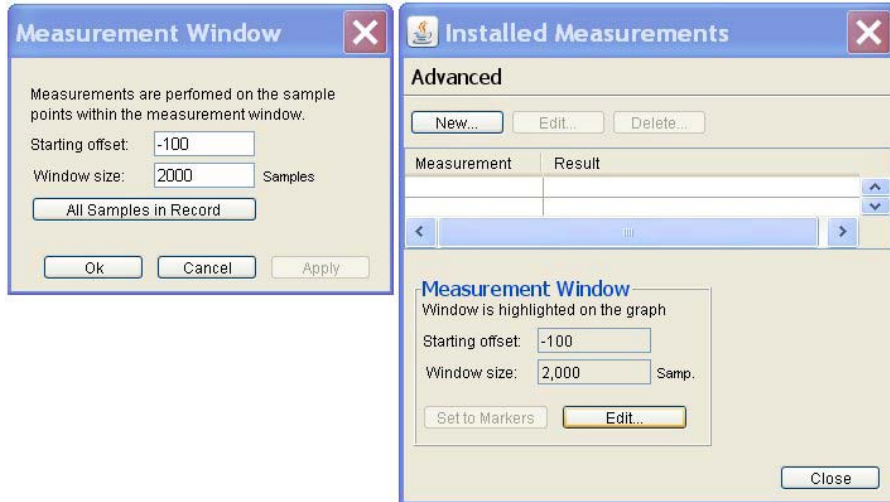 Measurement Window
Measurements are perfomed on the sample
points within the measurement window.
Starting offset: -100
Window size: 2000 Samples
All Samples in Record
Ok Cancel Apply
Installed Measurements
Advanced
New... Edit... Delete...
Measurement Result
Measurement Window
Window is highlighted on the graph
Starting offset: -100
Window size: 2,000 Samp.
Set to Markers Edit...
Close